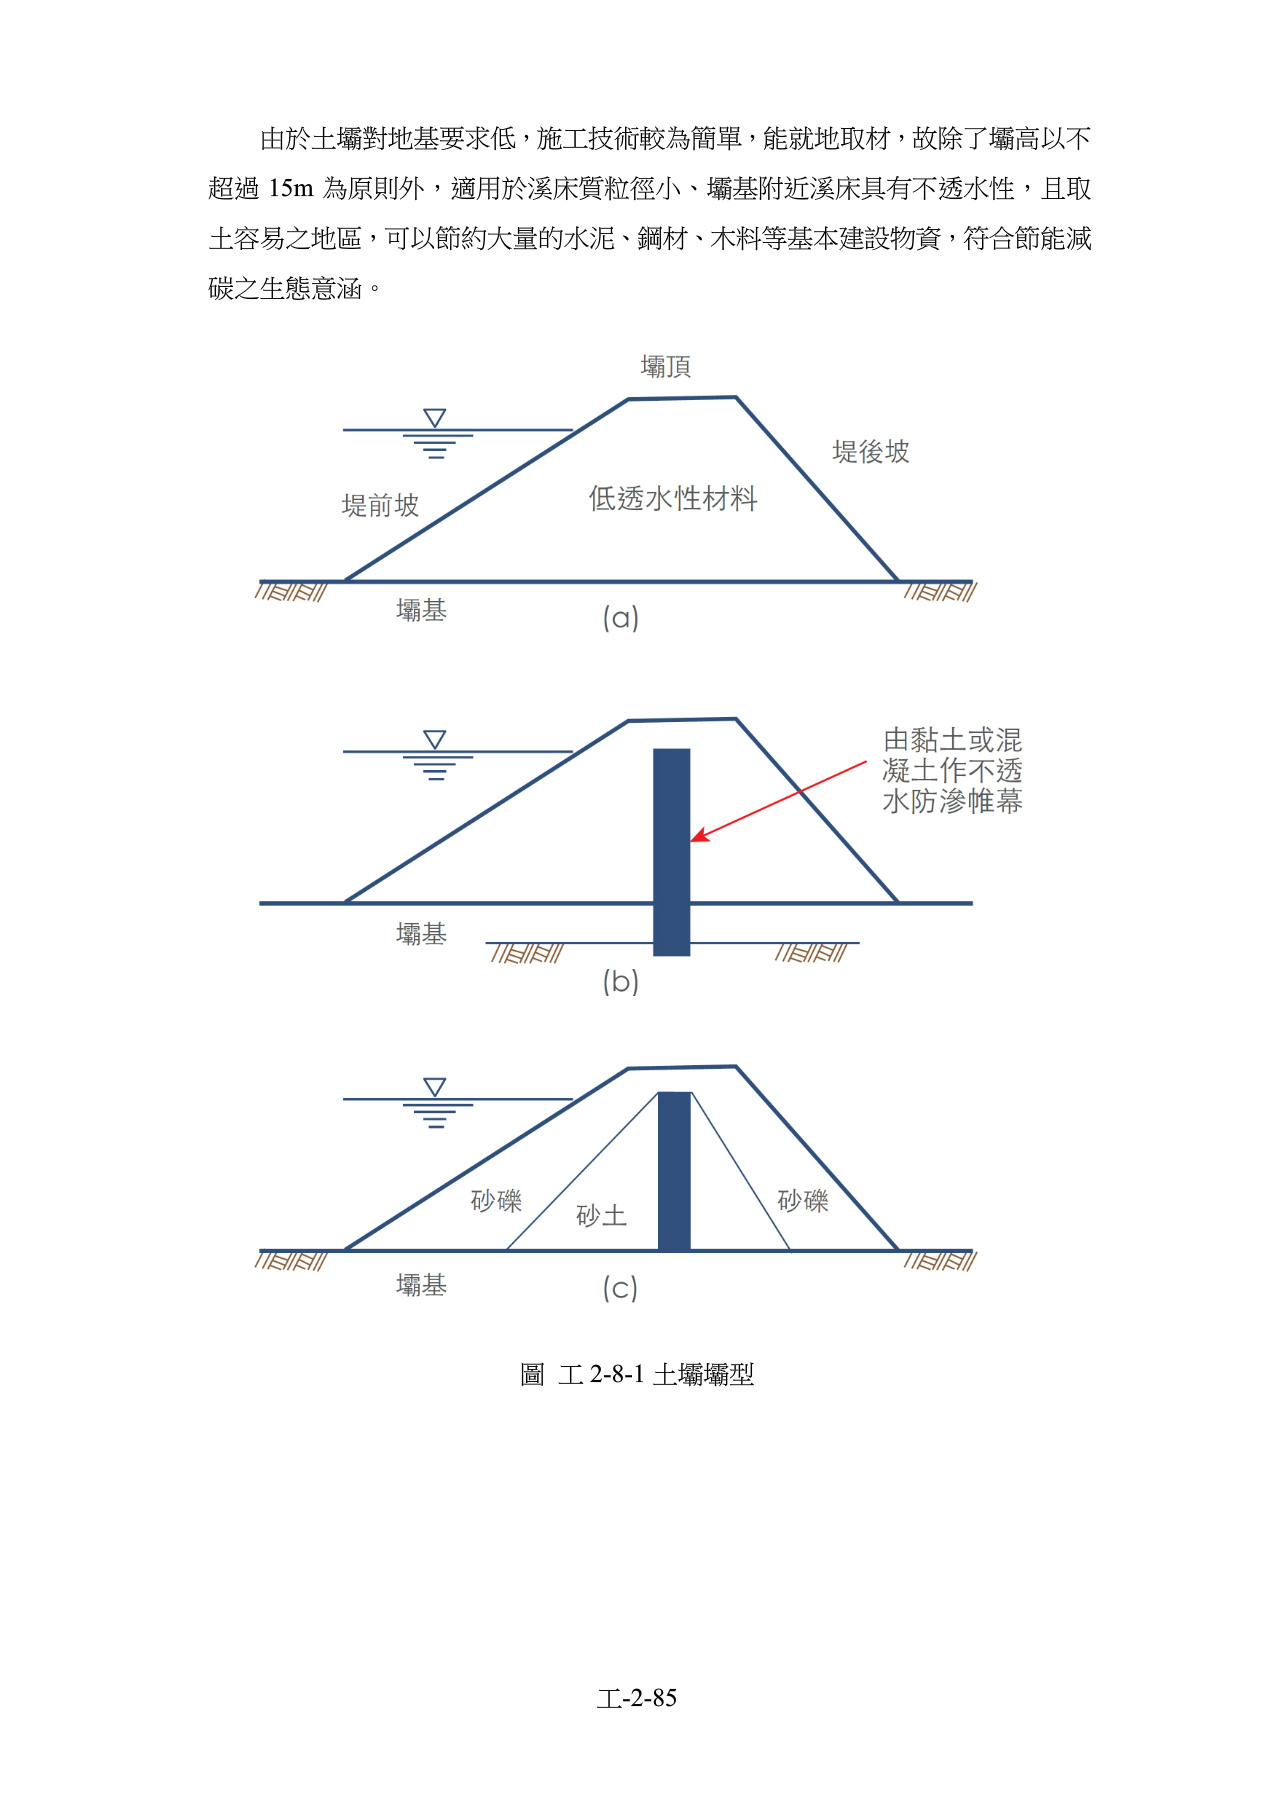 由於土壩對地基要求低，施工技術較為簡單，能就地取材，故除了壩高以不
超過 15m 為原則外，適用於溪床質粒徑小、壩基附近溪床具有不透水性，且取
土容易之地區，可以節約大量的水泥、鋼材、木料等基本建設物資，符合節能減
碳之生態意涵。
壩頂
堤後坡
低透水性材料
堤前坡
壩基
(a)
由黏土或混
凝土作不透
水防滲帷幕
壩基
(b)
砂礫
砂土
砂礫
壩基
(c)
圖 工 2-8-1 土壩壩型
工-2-85